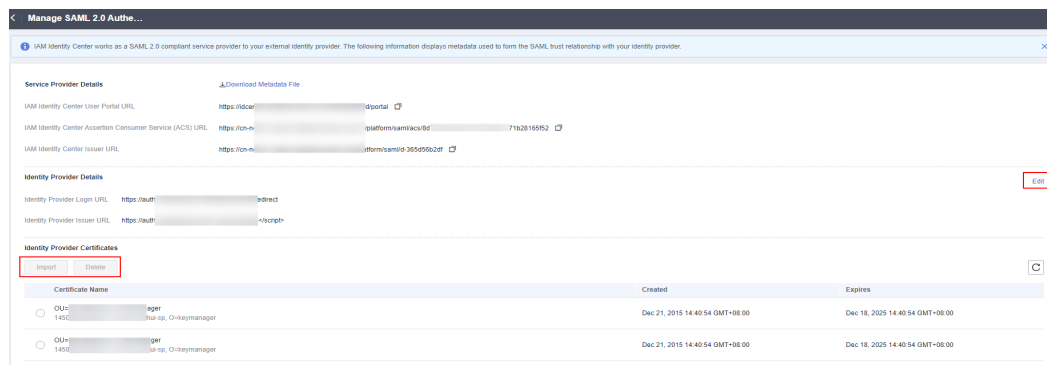 Manage SAML 2.0 Authe...
IAM Identity Center works as a SAML 2.0 compliant service provider to your external identity provider. The following information displays metadata used to form the SAML trust relationship with your identity provider.
Service Provider Details Download Metadata File
IAM Identity Center User Portal URL https://idcen d/portal
IAM Identity Center Assertion Consumer Service (ACS) URL https://cn-n /platform/saml/acs/8d 71b28165f52
IAM Identity Center Issuer URL https://cn-n atform/saml/d-365d56b2df
Identity Provider Details Edit
Identity Provider Login URL https://auth edirect
Identity Provider Issuer URL https://auth </script>
Identity Provider Certificates
Import Delete
Certificate Name Created Expires
OU= ager
1450 hui-sp, O=keymanager Dec 21, 2015 14:40:54 GMT+08:00 Dec 18, 2025 14:40:54 GMT+08:00
OU= ger
1450 ui-sp, O=keymanager Dec 21, 2015 14:40:54 GMT+08:00 Dec 18, 2025 14:40:54 GMT+08:00